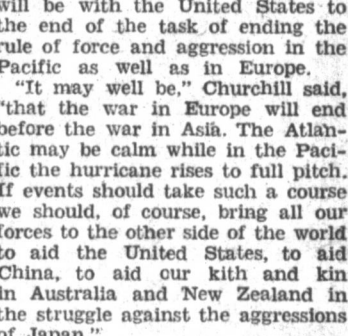 will be with the United States to
the end of the task of ending the
rule of force and aggression in the
Pacific as well as in Europe.
"It may well be," Churchill said,
"that the war in Europe will end
before the war in Asia. The Atlan-
tic may be calm while in the Paci-
fic the hurricane rises to full pitch.
If events should take such a course
we should, of course, bring all our
forces to the other side of the world
to aid the United States, to aid
China, to aid our kith and kin
in Australia and New Zealand in
the struggle against the aggressions
of Japan."